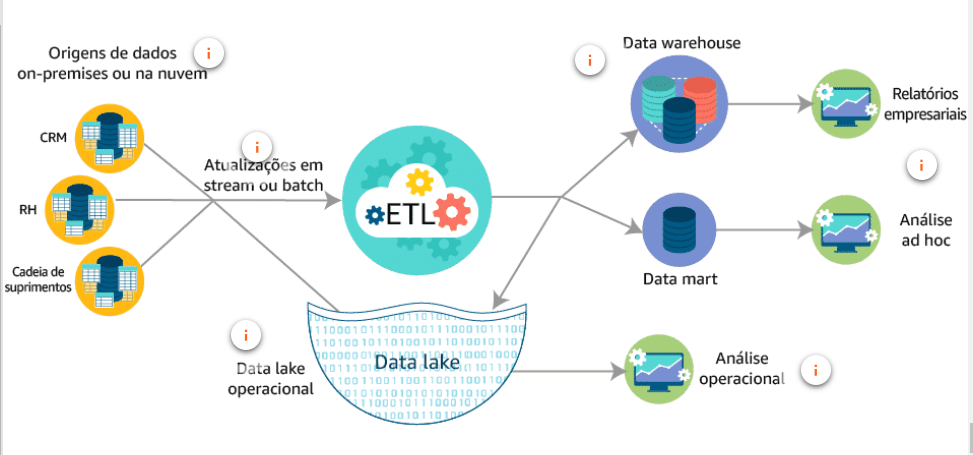 Origens de dados
on-premises ou na nuvem
i
CRM
RH
Cadeia de
suprimentos
i
Atualizações em
stream ou batch
ETL
i
Data warehouse
Relatórios
empresariais
i
Data mart
Análise
ad hoc
i
Data lake
operacional
Data lake
Análise
operacional
i